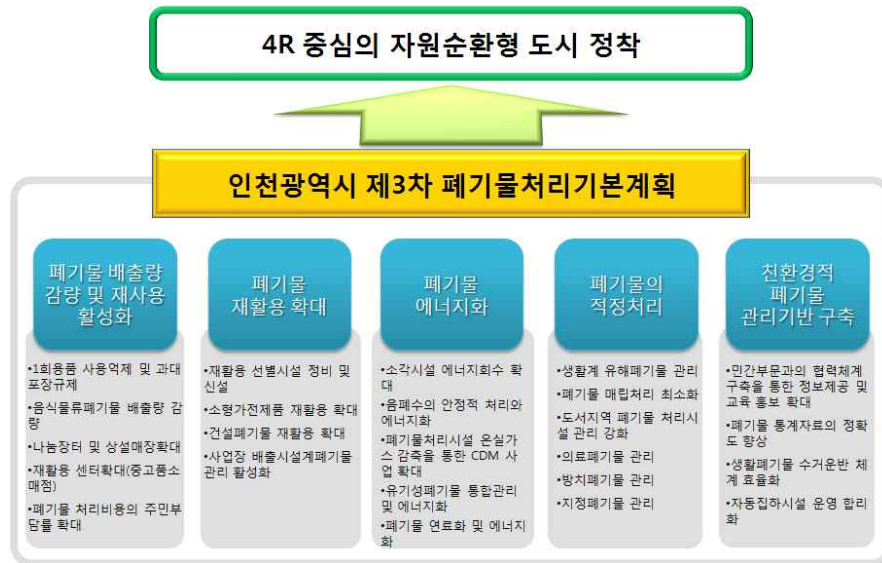 4R 중심의 자원순환형 도시 정착
인천광역시 제3차 폐기물처리기본계획
폐기물 배출량
감량 및 재사용
활성화
•1회용품 사용억제 및 과대
포장규제
•음식물류폐기물 배출량 감
량
•나눔장터 및 상설매장확대
•재활용 센터확대(중고품소
매점)
•폐기물 처리비용의 주민부
담률 확대
폐기물
재활용 확대
•재활용 선별시설 정비 및
신설
•소형가전제품 재활용 확대
•건설폐기물 재활용 확대
•사업장 배출시설계폐기물
관리 활성화
폐기물
에너지화
•소각시설 에너지회수 확
대
•음폐수의 안정적 처리와
에너지화
•폐기물처리시설 온실가
스 감축을 통한 CDM 사
업 확대
•유기성폐기물 통합관리
및 에너지화
•폐기물 연료화 및 에너지
화
폐기물의
적정처리
•생활계 유해폐기물 관리
•폐기물 매립처리 최소화
•도서지역 폐기물 처리시
설 관리 강화
•의료폐기물 관리
•방치폐기물 관리
•지정폐기물 관리
친환경적
폐기물
관리기반 구축
•민간부문과의 협력체계
구축을 통한 정보제공 및
교육 홍보 확대
•폐기물 통계자료의 정확
도 향상
•생활폐기물 수거운반 체
계 효율화
•자동집하시설 운영 합리
화